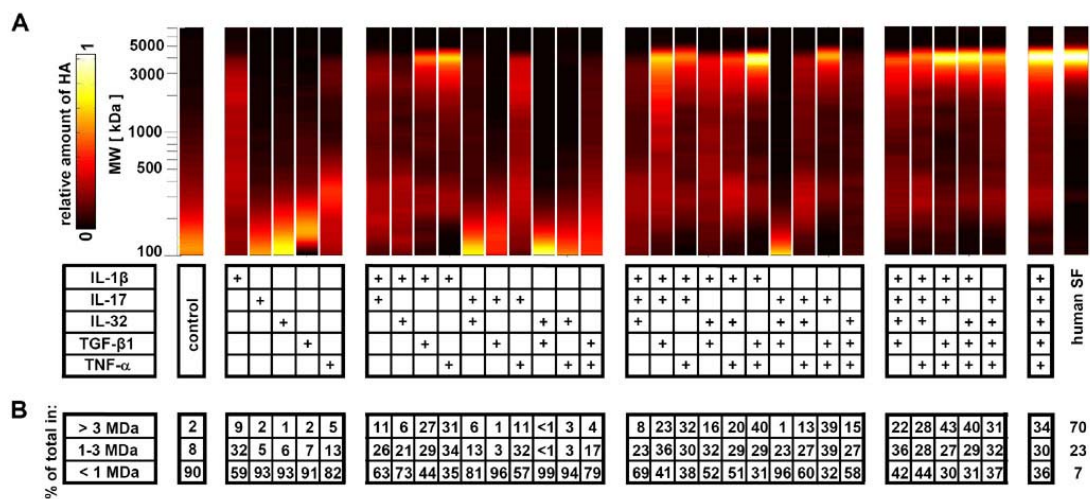 A
relative amount of HA
1
0
MW [ kDa ]
5000
3000
1000
500
100
IL-1β + + + + + + + + + + + + + + + +
IL-17 + + + + + + + + + + + + + + + +
IL-32 + + + + + + + + + + + + + + + +
TGF-β1 + + + + + + + + + + + + + + + +
TNF-α + + + + + + + + + + + + + + + +
control
human SF
B
% of total in:
> 3 MDa 2 9 2 1 2 5 11 6 27 31 6 1 11 <1 3 4 8 23 32 16 20 40 1 13 39 15 22 28 43 40 31 34 70
1-3 MDa 8 32 5 6 7 13 26 21 29 34 13 3 32 <1 3 17 23 36 30 32 29 29 3 27 29 27 36 28 27 29 32 30 23
< 1 MDa 90 59 93 93 91 82 63 73 44 35 81 96 57 99 94 79 69 41 38 52 51 31 96 60 32 58 42 44 30 31 37 36 7